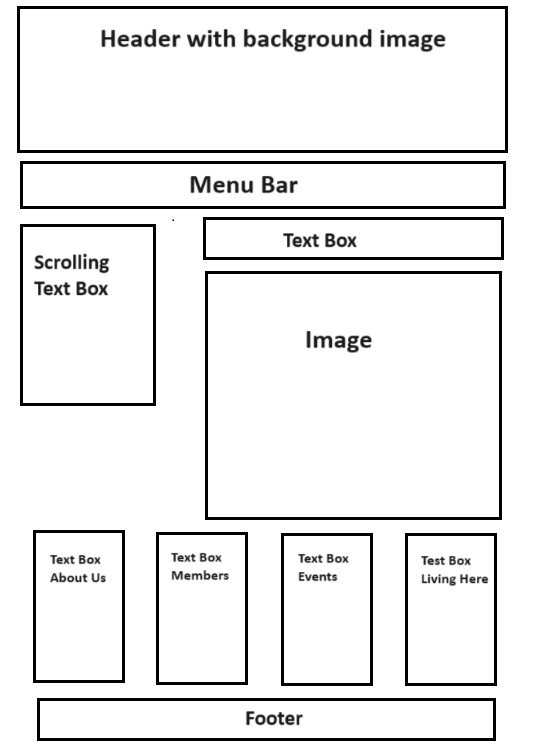 Header with background image
Menu Bar
Scrolling
Text Box
Text Box
Image
Text Box
About Us
Text Box
Members
Text Box
Events
Test Box
Living Here
Footer